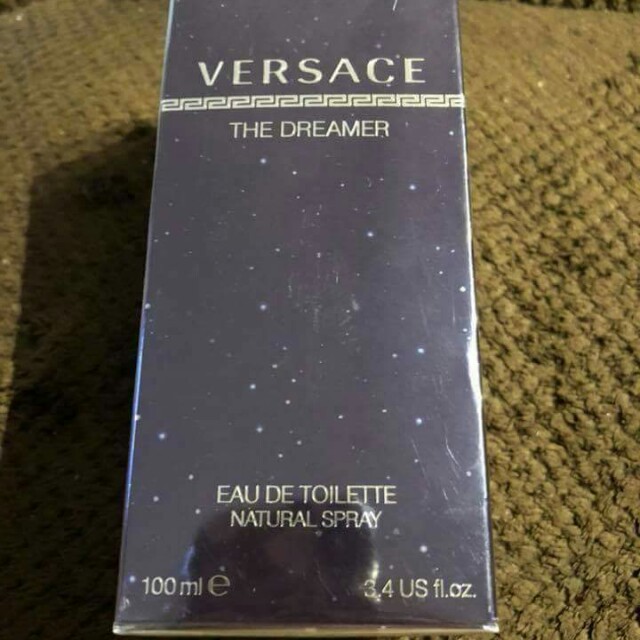 VERSACE
THE DREAMER
EAU DE TOILETTE
NATURAL SPRAY
100 ml e 3.4 US fl.oz.